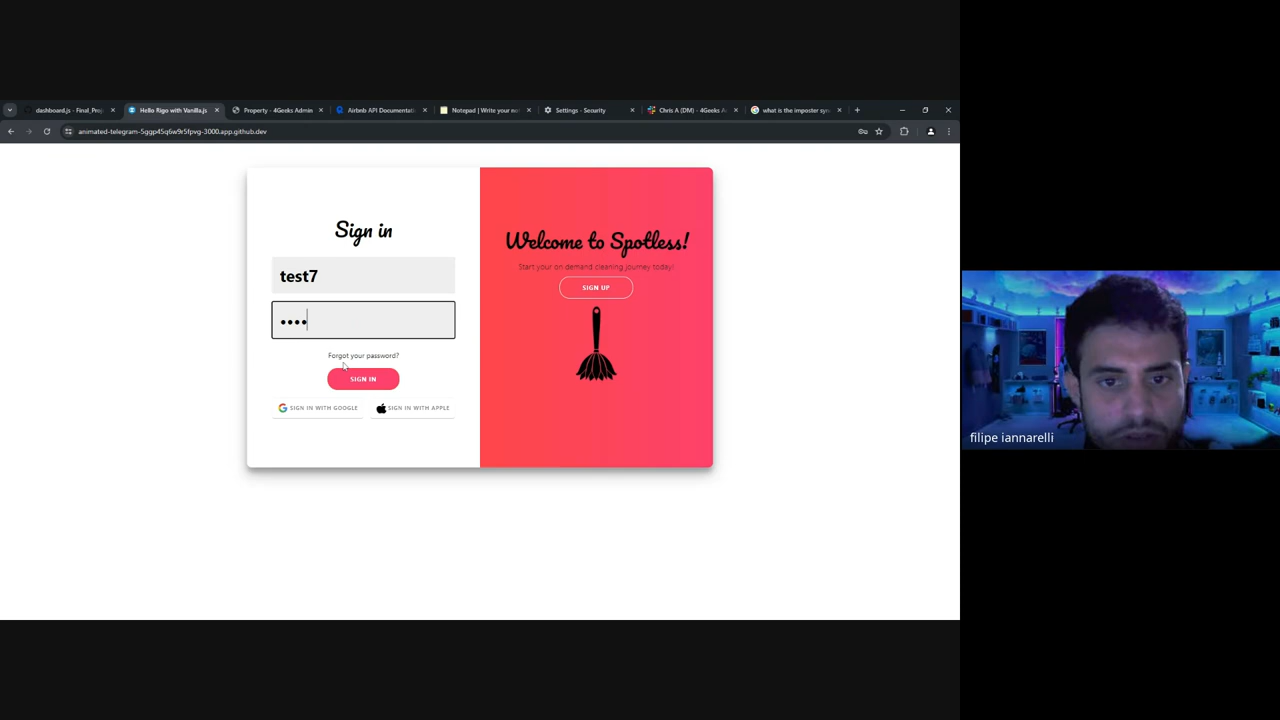 dashboard.js - Final_Proj
Hello Rigo with Vanilla.js
Property - 4Geeks Admin
Airbnb API Documentati
Notepad | Write your no
Settings - Security
Chris A (DM) - 4Geeks A
what is the imposter syn
animated-telegram-5ggp45q6w9r5fpvg-3000.app.github.dev
Sign in
test7
••••
Forgot your password?
SIGN IN
SIGN IN WITH GOOGLE
SIGN IN WITH APPLE
Welcome to Spotless!
Start your on demand cleaning journey today!
SIGN UP
filipe iannarelli